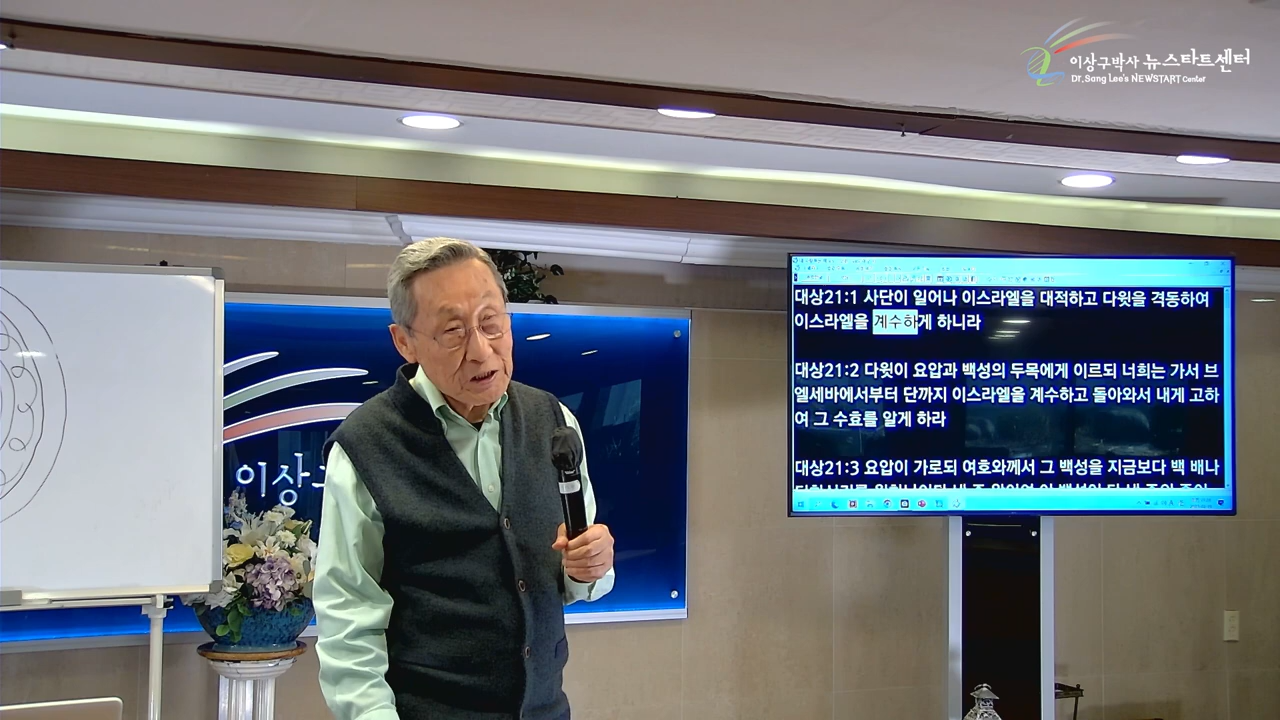 이상구박사 뉴스타트센터
Dr. Sang Lee's NEWSTART Center
대상21:1 사단이 일어나 이스라엘을 대적하고 다윗을 격동하여
이스라엘을 계수하게 하니라
대상21:2 다윗이 요압과 백성의 두목에게 이르되 너희는 가서 브
엘세바에서부터 단까지 이스라엘을 계수하고 돌아와서 내게 고하
여 그 수효를 알게 하라
대상21:3 요압이 가로되 여호와께서 그 백성을 지금보다 백 배나
이상